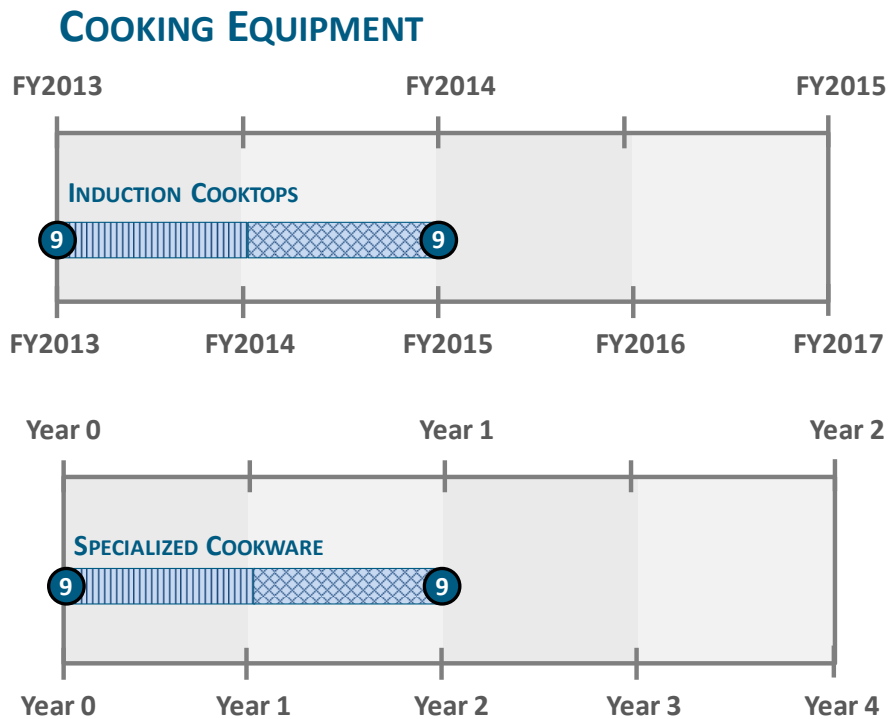 COOKING EQUIPMENT
FY2013 FY2014 FY2015
INDUCTION COOKTOPS
9 9
FY2013 FY2014 FY2015 FY2016 FY2017
Year 0 Year 1 Year 2
SPECIALIZED COOKWARE
9 9
Year 0 Year 1 Year 2 Year 3 Year 4